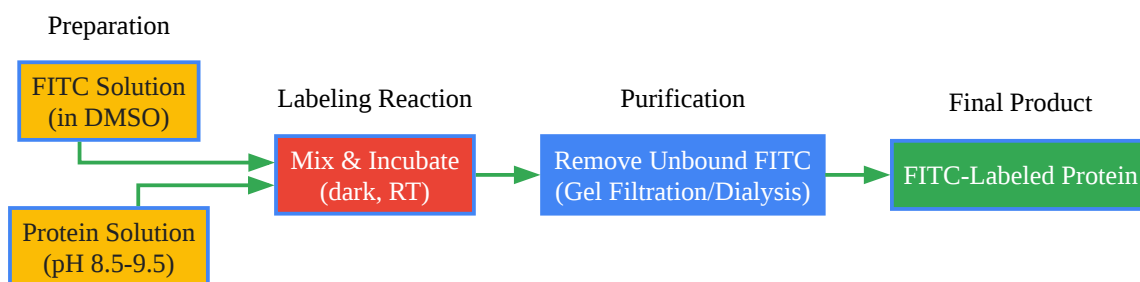 Preparation
FITC Solution
(in DMSO)
Protein Solution
(pH 8.5-9.5)
Labeling Reaction
Mix & Incubate
(dark, RT)
Purification
Remove Unbound FITC
(Gel Filtration/Dialysis)
Final Product
FITC-Labeled Protein